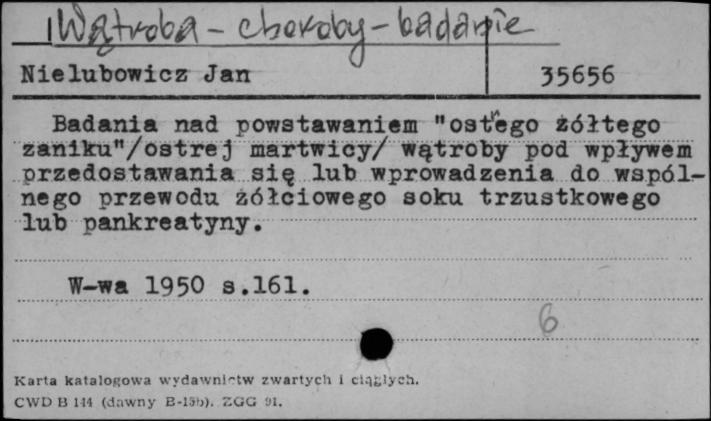 Wątroba - choroby - badanie
Nielubowicz Jan 35656
Badania nad powstawaniem "ostrego żółtego
zaniku"/ostrej martwicy/ wątroby pod wpływem
przedostawania się lub wprowadzenia do wspól-
nego przewodu żółciowego soku trzustkowego
lub pankreatyny.
W-wa 1950 s.161.
6
Karta katalogowa wydawnictw zwartych i ciągłych.
CWD B 144 (dawny B-15b). ZGG 91.